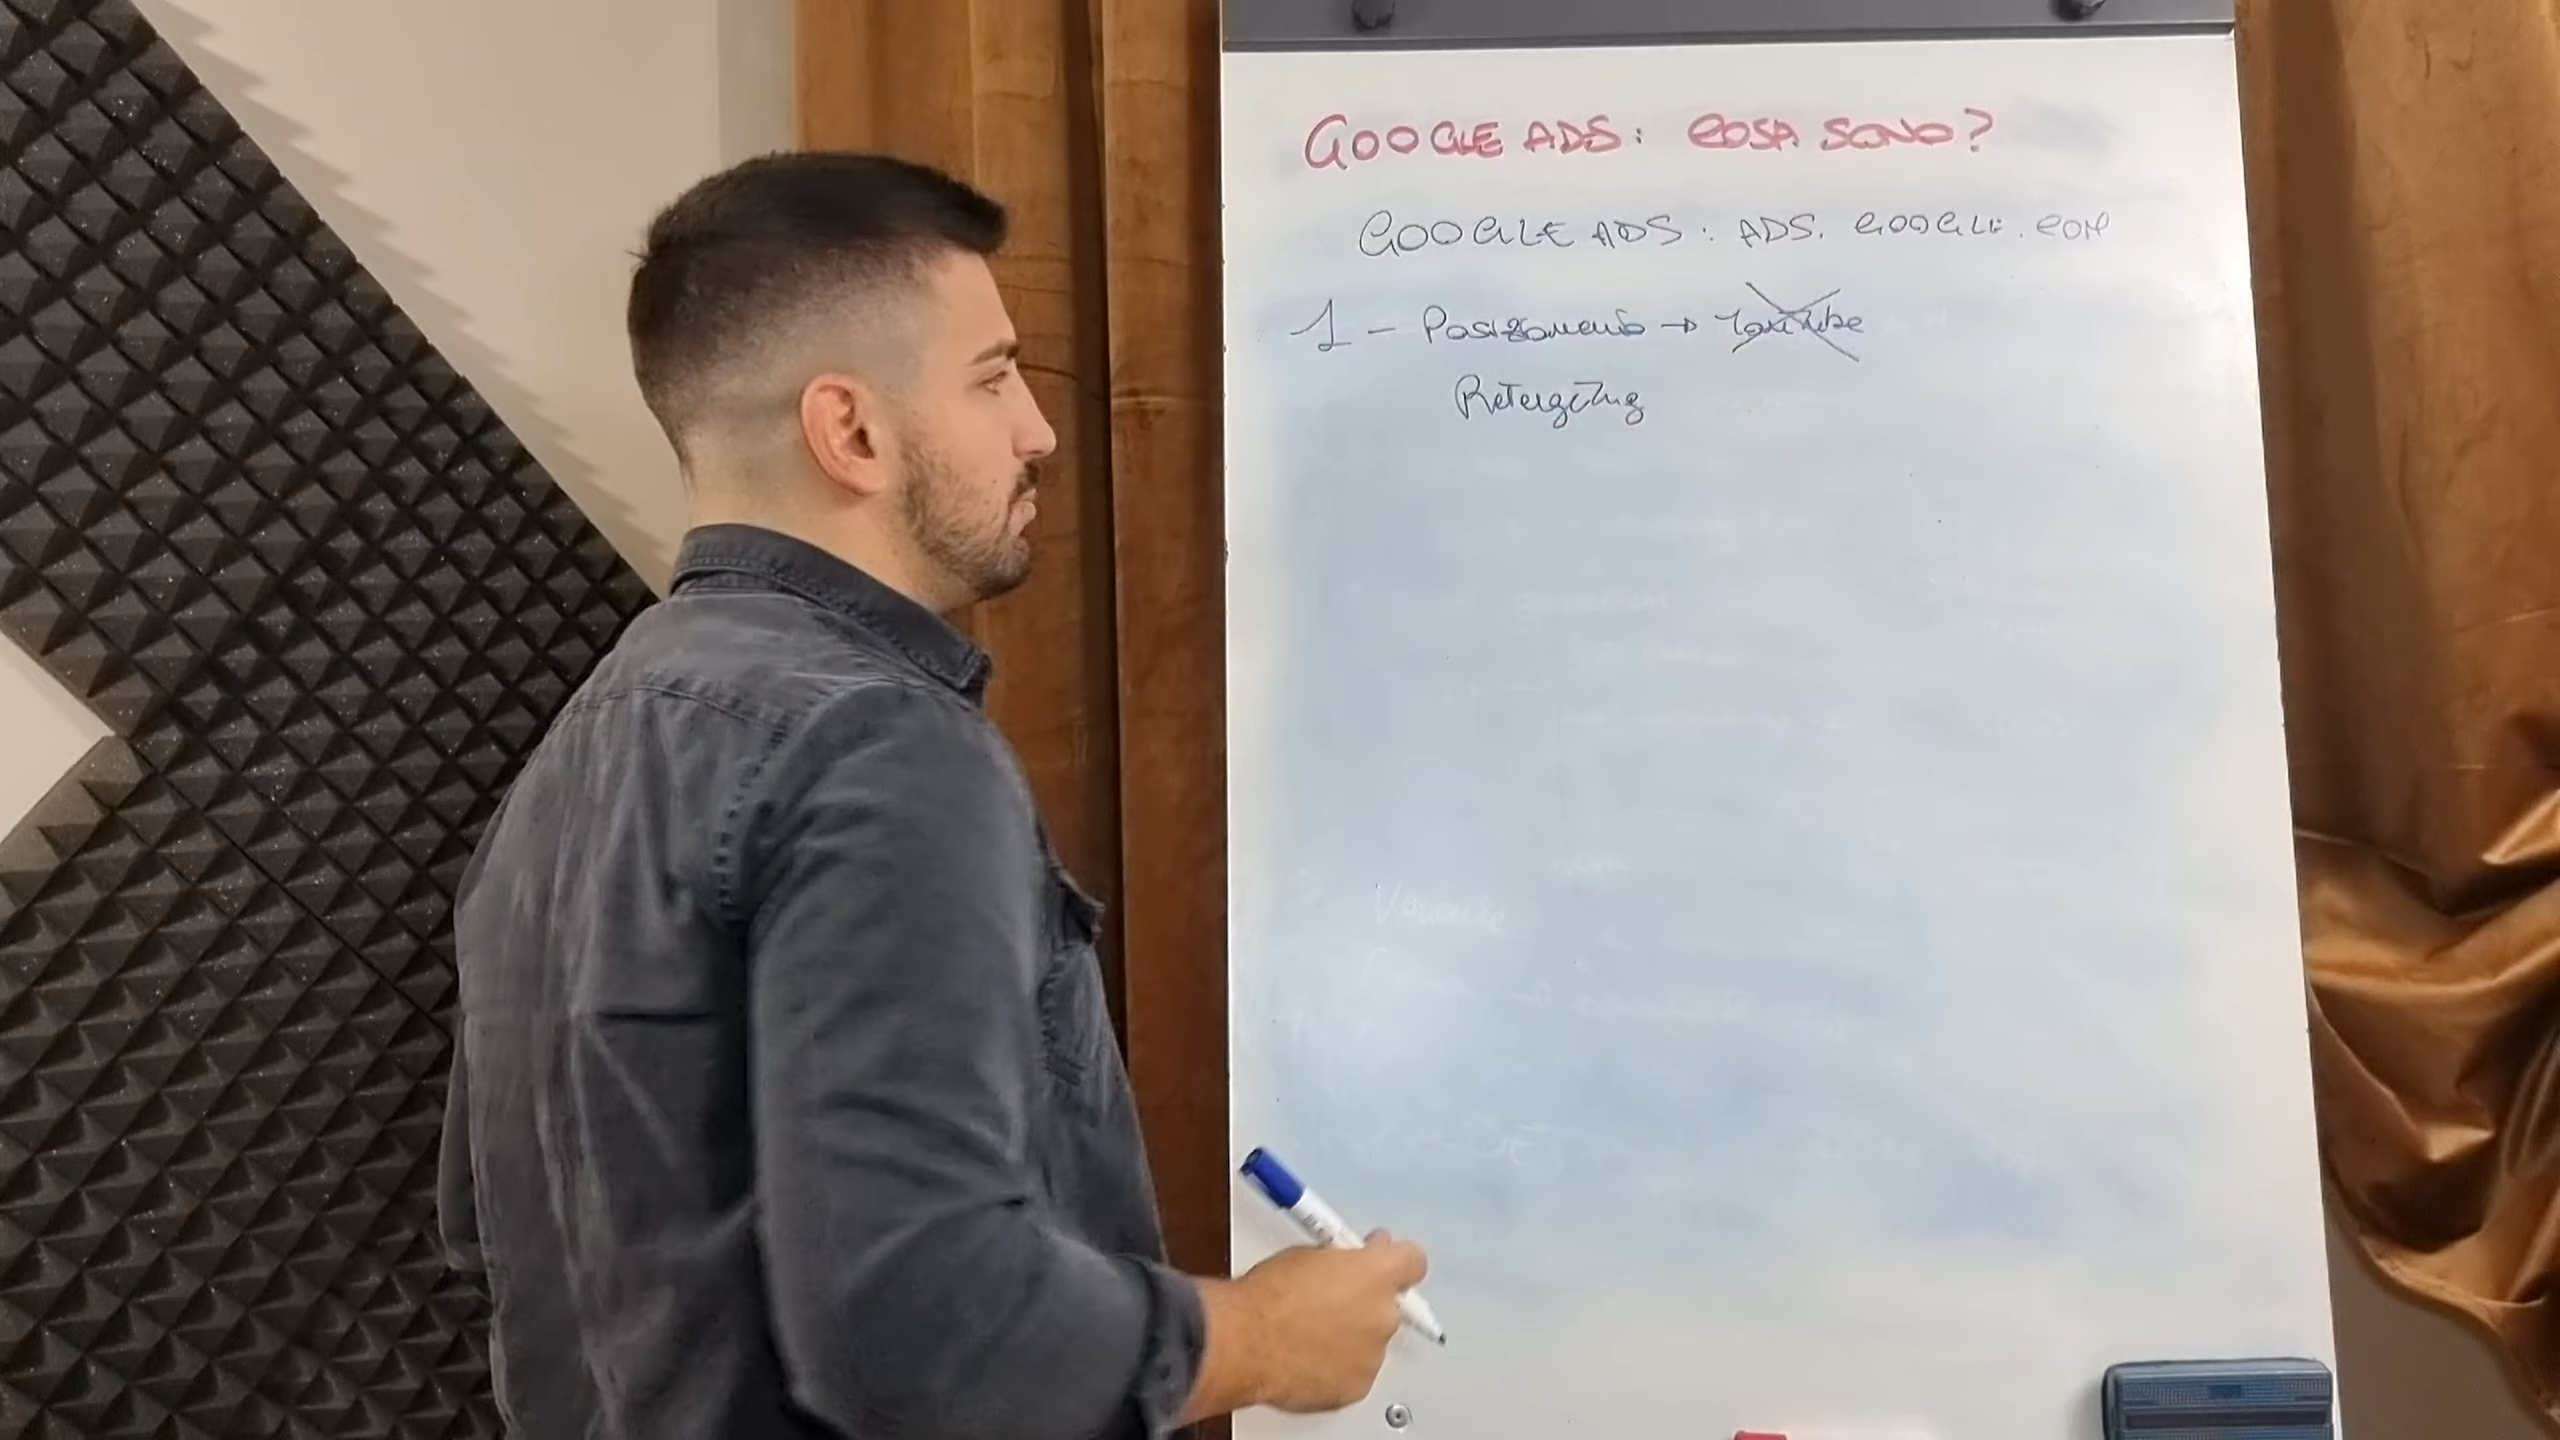 GOOGLE ADS: COSA SONO?
GOOGLE ADS: ADS. GOOGLE. COM
1 - Posizionamento → YouTube
Retargeting